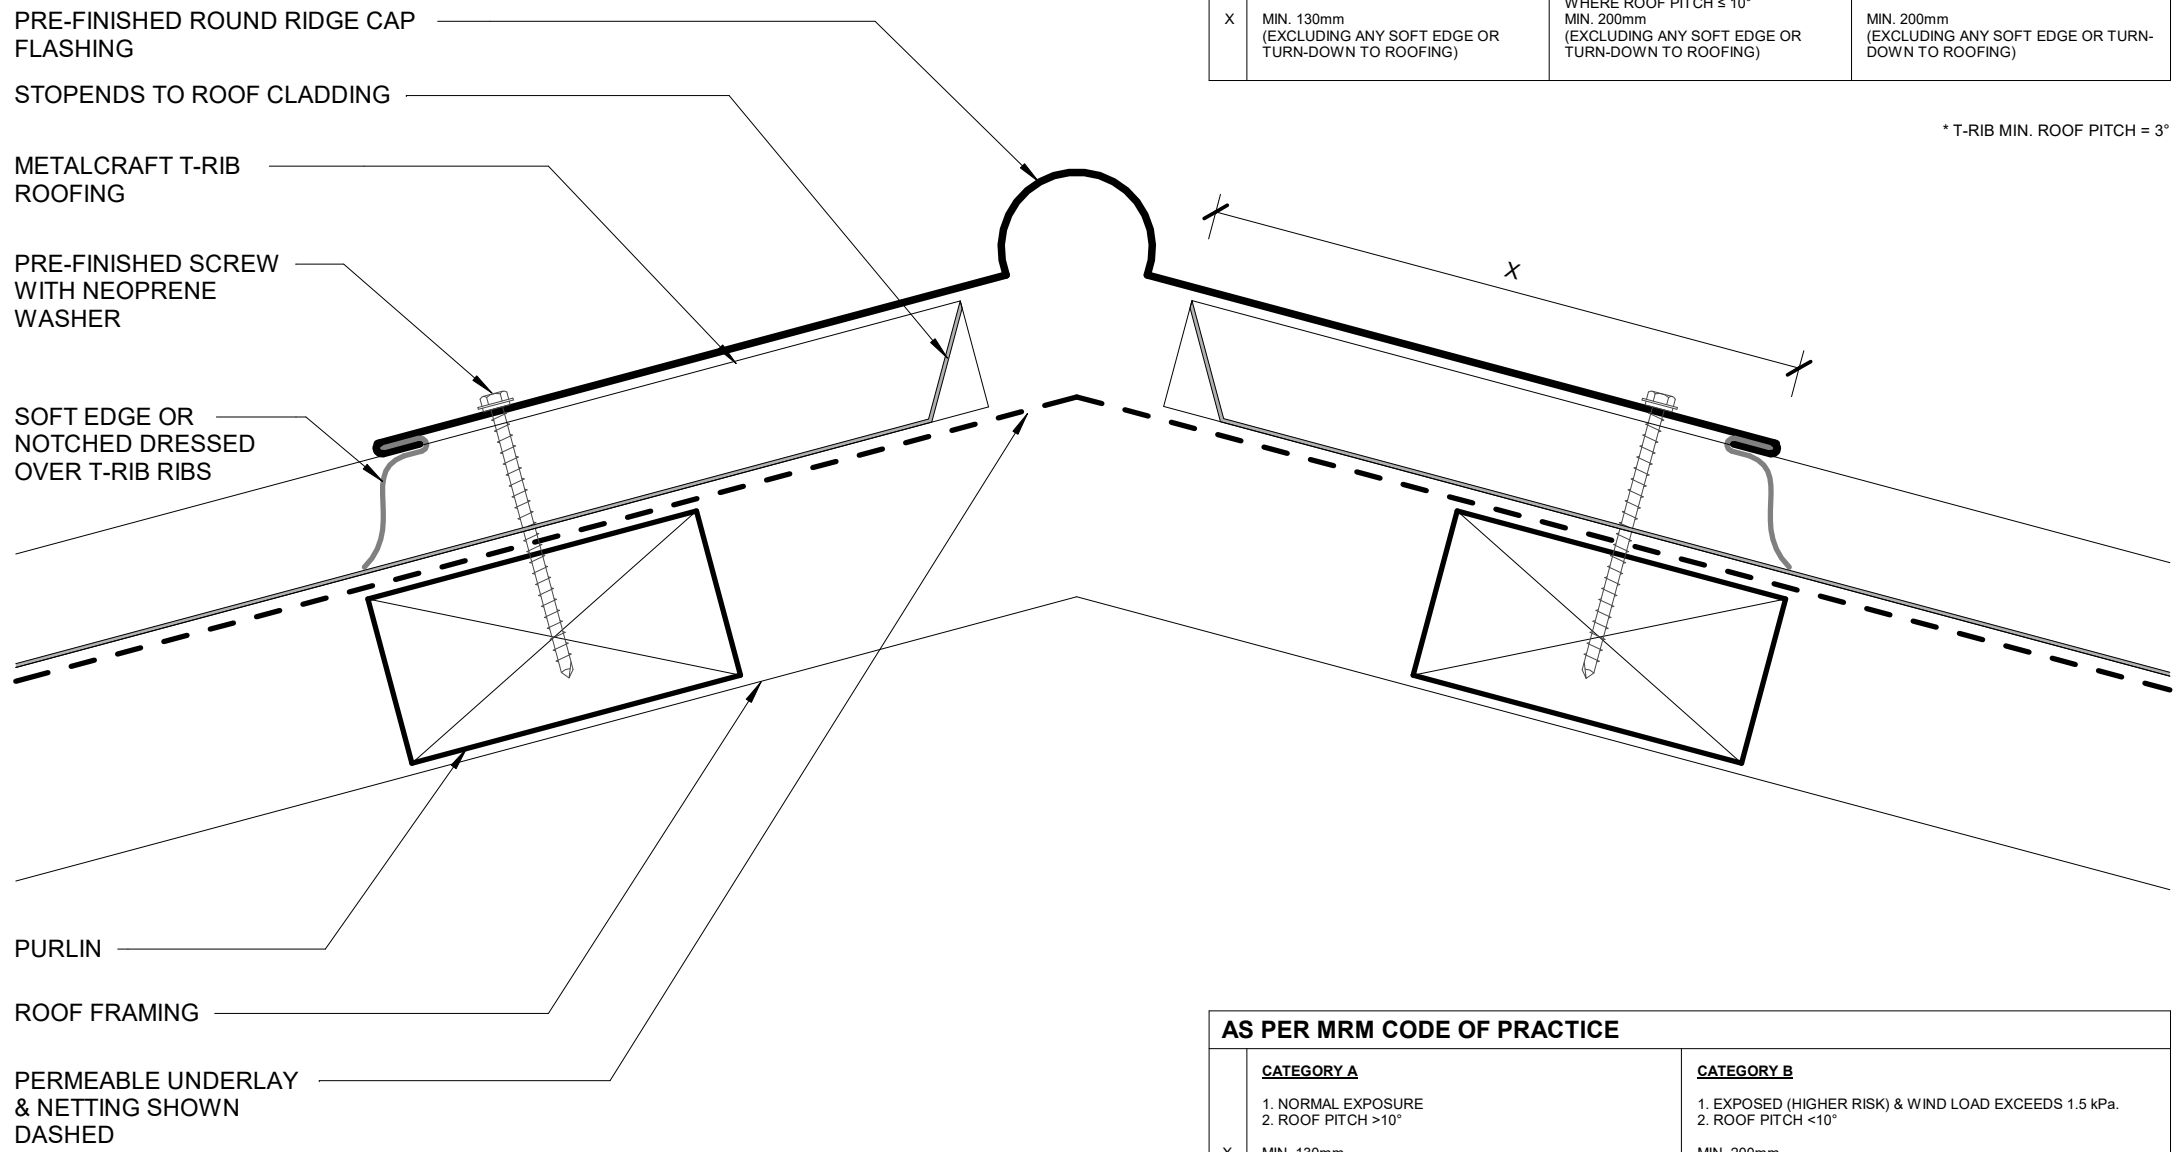 PRE-FINISHED ROUND RIDGE CAP
FLASHING
STOPENDS TO ROOF CLADDING
METALCRAFT T-RIB
ROOFING
PRE-FINISHED SCREW
WITH NEOPRENE
WASHER
SOFT EDGE OR
NOTCHED DRESSED
OVER T-RIB RIBS
PURLIN
ROOF FRAMING
PERMEABLE UNDERLAY
& NETTING SHOWN
DASHED
X
MIN. 130mm
(EXCLUDING ANY SOFT EDGE OR
TURN-DOWN TO ROOFING)
WHERE ROOF PITCH ≤ 10°
MIN. 200mm
(EXCLUDING ANY SOFT EDGE OR
TURN-DOWN TO ROOFING)
MIN. 200mm
(EXCLUDING ANY SOFT EDGE OR TURN-
DOWN TO ROOFING)
* T-RIB MIN. ROOF PITCH = 3°
X
AS PER MRM CODE OF PRACTICE
CATEGORY A
1. NORMAL EXPOSURE
2. ROOF PITCH >10°
X
MIN. 130mm
CATEGORY B
1. EXPOSED (HIGHER RISK) & WIND LOAD EXCEEDS 1.5 kPa.
2. ROOF PITCH <10°
MIN. 200mm